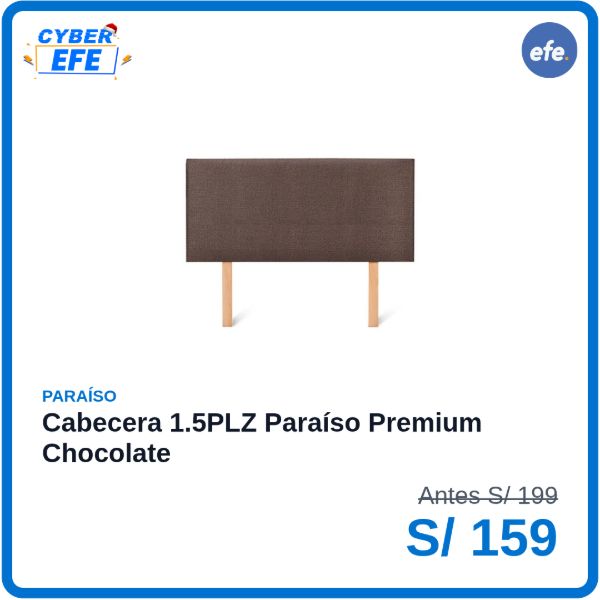 CYBER
EFE
efe.
PARAÍSO
Cabecera 1.5PLZ Paraíso Premium
Chocolate
Antes S/ 199
S/ 159